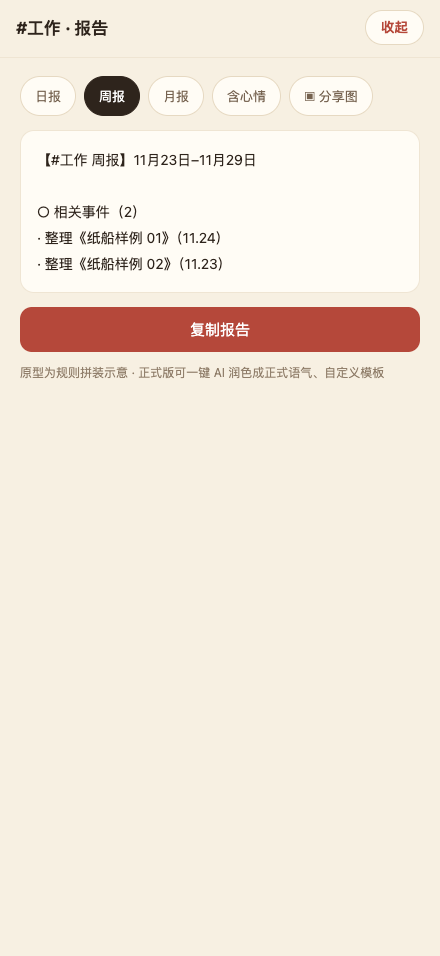 #工作 · 报告
收起
日报
周报
月报
含心情
▣ 分享图
【#工作 周报】11月23日–11月29日
○ 相关事件（2）
· 整理《纸船样例 01》（11.24）
· 整理《纸船样例 02》（11.23）
复制报告
原型为规则拼装示意 · 正式版可一键 AI 润色成正式语气、自定义模板